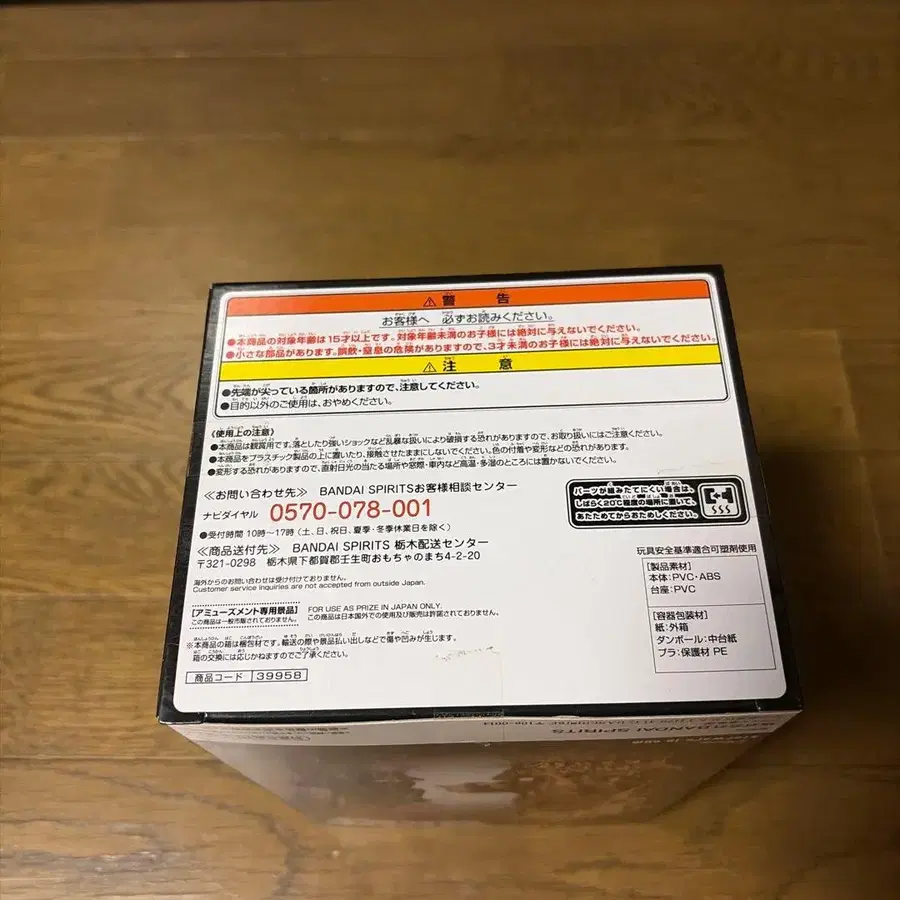 ⚠警告
お客様へ 必ずお読みください。
●本商品の対象年齢は15才以上です。対象年齢未満のお子様には絶対に与えないでください。
●小さな部品があります。誤飲・窒息の危険がありますので、3才未満のお子様には絶対に与えないでください。
⚠注意
●先端が尖っている箇所がありますので、注意してください。
●目的以外のご使用は、おやめください。
《使用上の注意》
●本商品は観賞用です。落としたり強いショックなど乱暴な扱いにより破損する恐れがありますので、お取り扱いにはご注意ください。
●本商品をプラスチック製品の上に置いたり、接触させたままにしないでください。色の付着や変形などの恐れがあります。
●変形する恐れがありますので、直射日光の当たる場所や窓際・車内など高温・多湿のところには置かないでください。
≪お問い合わせ先≫ BANDAI SPIRITSお客様相談センター
ナビダイヤル 0570-078-001
●受付時間 10時〜17時(土、日、祝日、夏季・冬季休業日を除く)
≪商品送付先≫ BANDAI SPIRITS 栃木配送センター
〒321-0298 栃木県下都賀郡壬生町おもちゃのまち4-2-20
海外からのお問い合わせは受け付けておりません。
Customer service inquiries are not accepted from outside Japan.
【アミューズメント専用景品】
この商品は一般市販されておりません。
FOR USE AS PRIZE IN JAPAN ONLY.
この商品は日本国外での使用及び販売は許諾されておりません。
※本商品の箱は梱包材です。輸送の際や景品払い出しなどで傷や凹みが生じます。
箱の交換には応じかねますのでご了承ください。
商品コード 39958
パーツが組みたてにくい場合は、
しばらく20℃程度の場所に置いて、
あたためてからおためしください。
玩具安全基準適合可塑剤使用
【製品素材】
本体:PVC・ABS
台座:PVC
【容器包装材】
紙:外箱
ダンボール:中台紙
プラ:保護材 PE
BANDAI SPIRITS